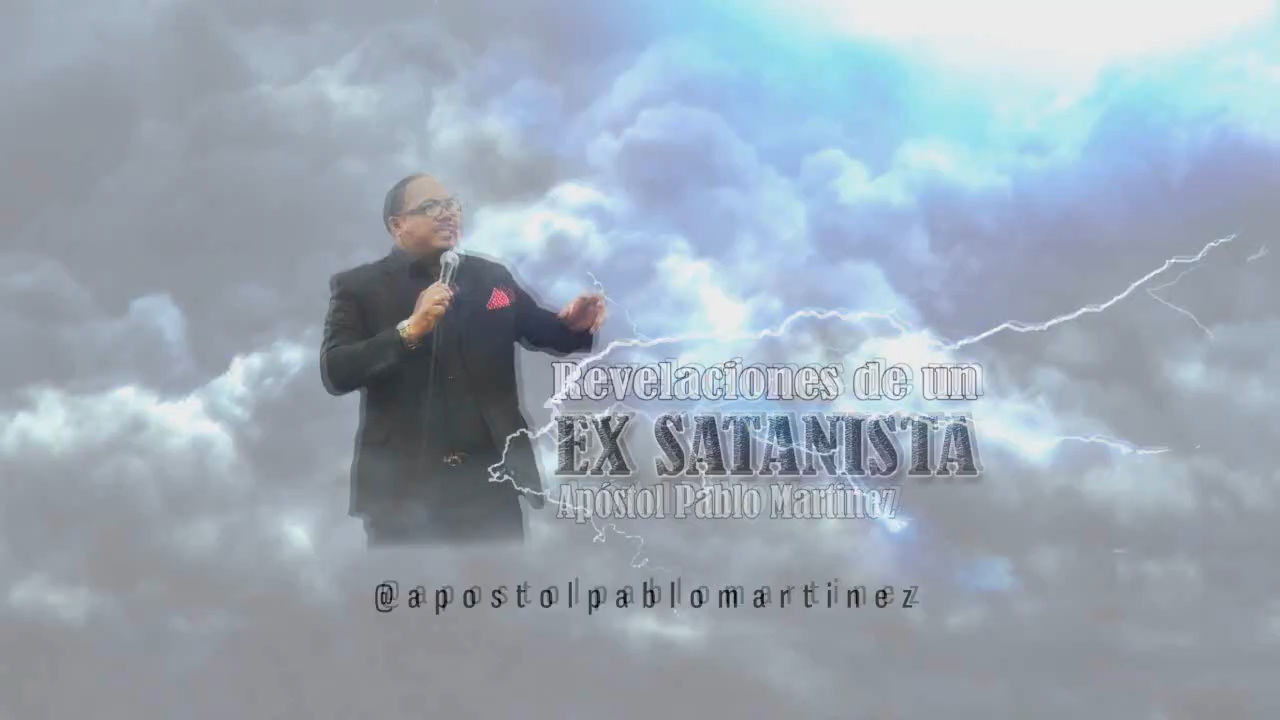 Revelaciones de un
EX SATANISTA
Apóstol Pablo Martinez
@apostolpablomartinez